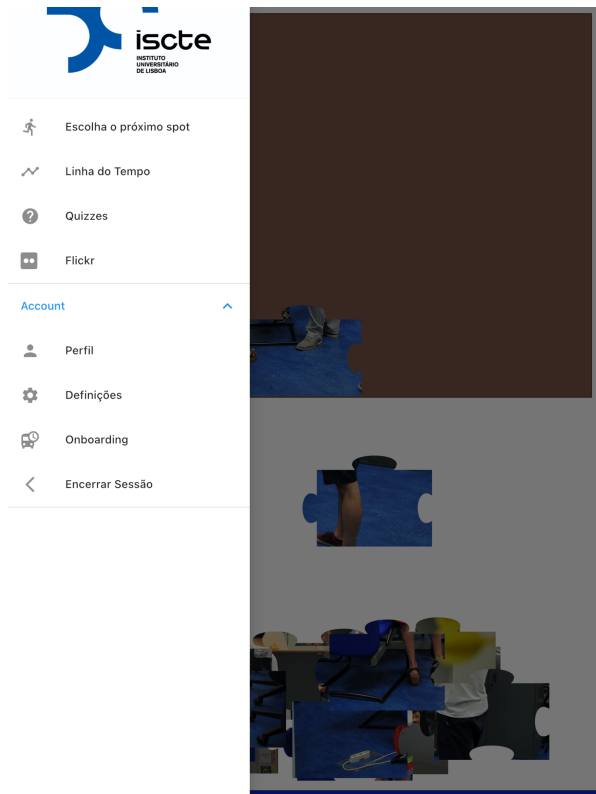 iscte
INSTITUTO
UNIVERSITÁRIO
DE LISBOA
Escolha o próximo spot
Linha do Tempo
Quizzes
Flickr
Account
Perfil
Definições
Onboarding
Encerrar Sessão